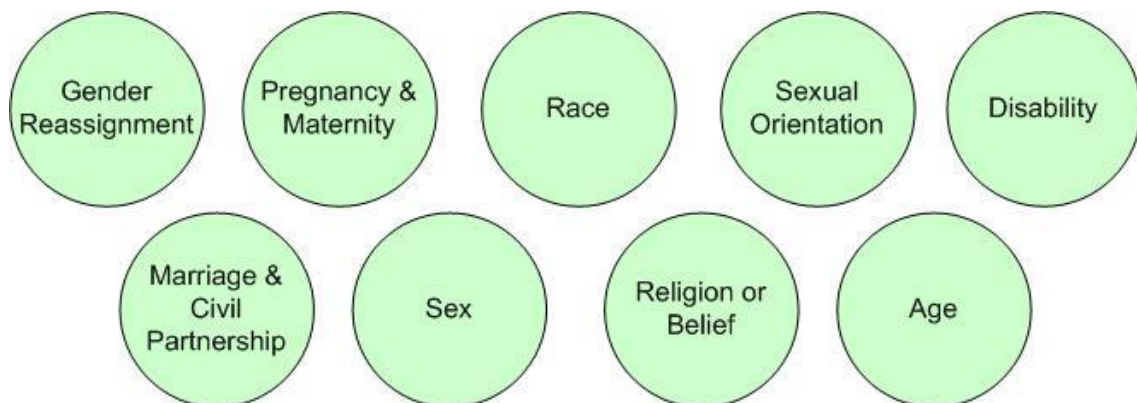 Gender
Reassignment
Pregnancy &
Maternity
Race
Sexual
Orientation
Disability
Marriage &
Civil
Partnership
Sex
Religion or
Belief
Age